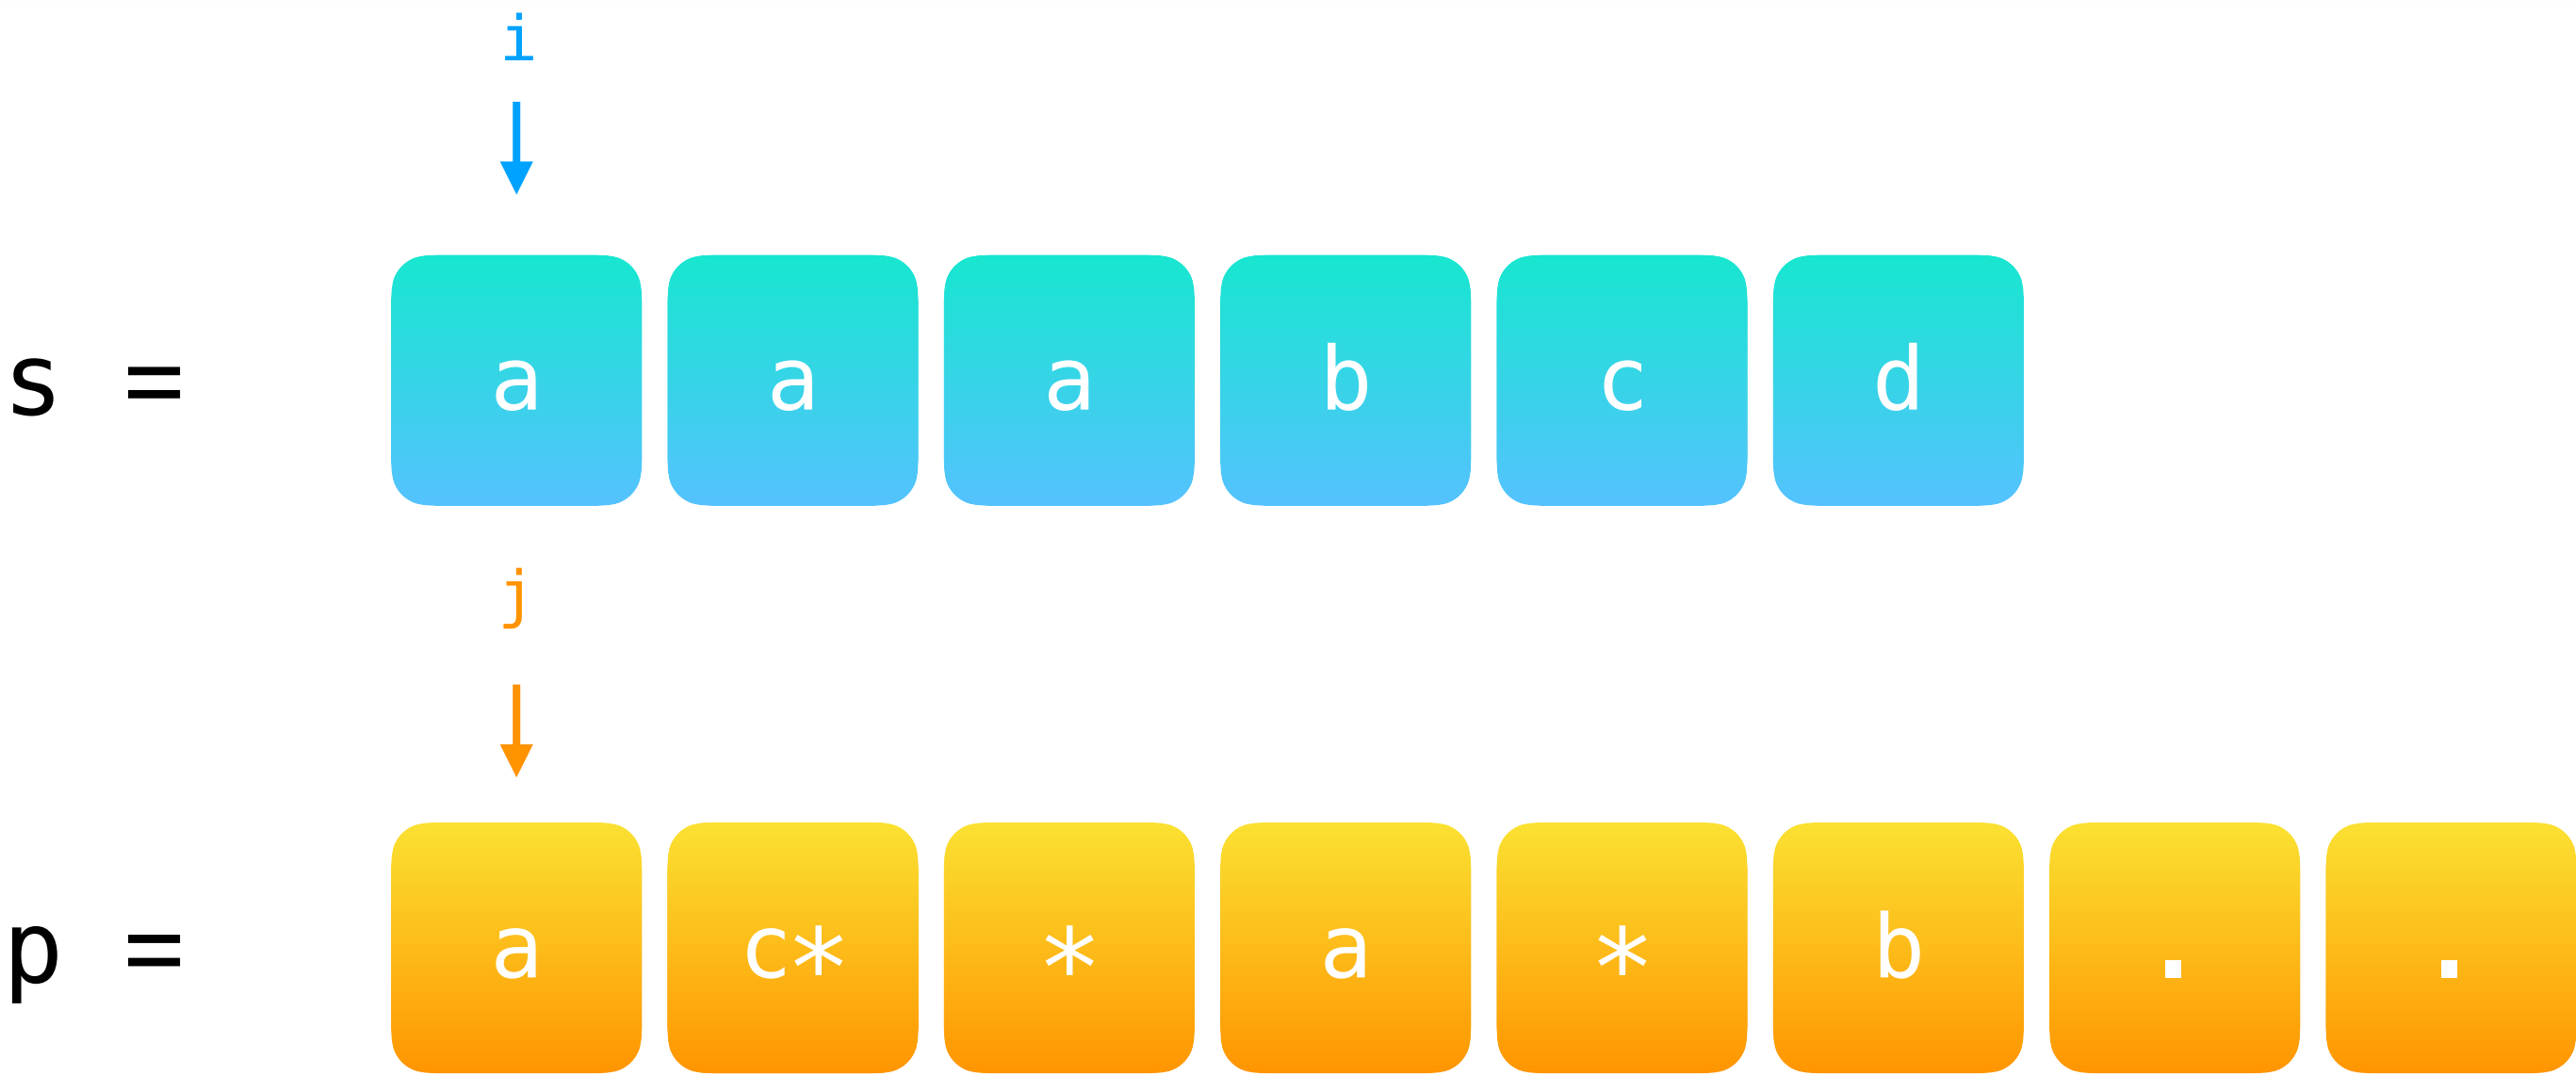 i
s = a a a b c d
j
p = a c* * a * b . .